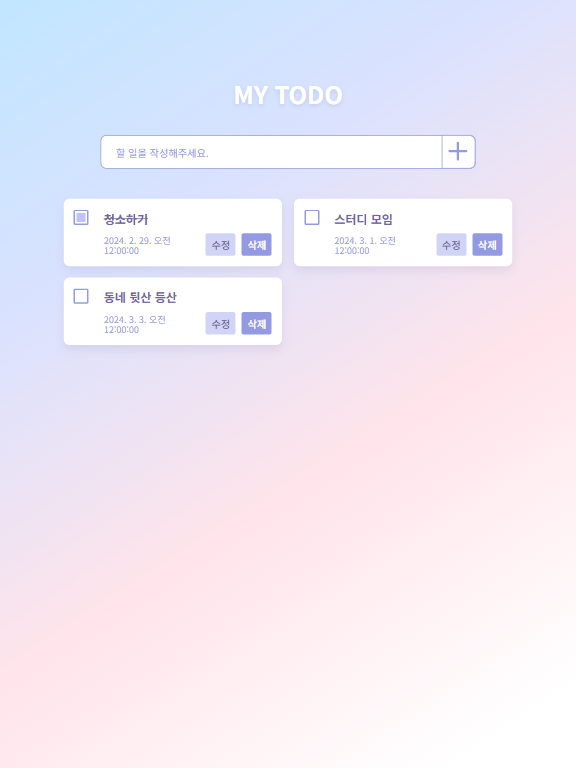 MY TODO
할 일을 작성해주세요.
청소하카
2024. 2. 29. 오전
12:00:00
수정 삭제
스터디 모임
2024. 3. 1. 오전
12:00:00
수정 삭제
동네 뒷산 등산
2024. 3. 3. 오전
12:00:00
수정 삭제